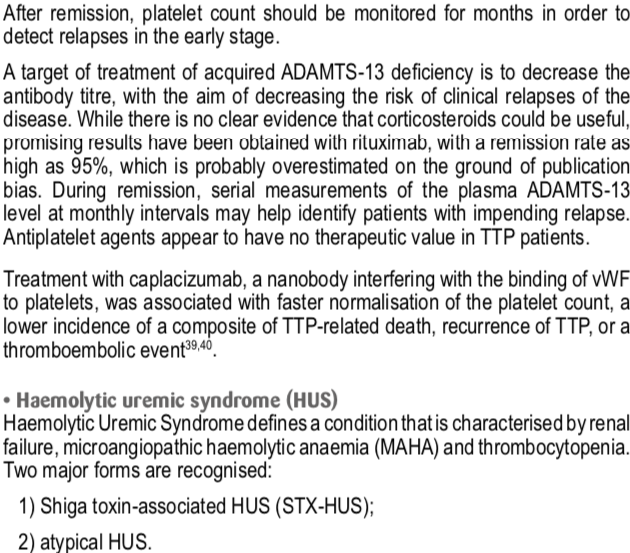 After remission, platelet count should be monitored for months in order to
detect relapses in the early stage.
A target of treatment of acquired ADAMTS-13 deficiency is to decrease the
antibody titre, with the aim of decreasing the risk of clinical relapses of the
disease. While there is no clear evidence that corticosteroids could be useful,
promising results have been obtained with rituximab, with a remission rate as
high as 95%, which is probably overestimated on the ground of publication
bias. During remission, serial measurements of the plasma ADAMTS-13
level at monthly intervals may help identify patients with impending relapse.
Antiplatelet agents appear to have no therapeutic value in TTP patients.
Treatment with caplacizumab, a nanobody interfering with the binding of vWF
to platelets, was associated with faster normalisation of the platelet count, a
lower incidence of a composite of TTP-related death, recurrence of TTP, or a
thromboembolic event39,40.
• Haemolytic uremic syndrome (HUS)
Haemolytic Uremic Syndrome defines a condition that is characterised by renal
failure, microangiopathic haemolytic anaemia (MAHA) and thrombocytopenia.
Two major forms are recognised:
1) Shiga toxin-associated HUS (STX-HUS);
2) atypical HUS.